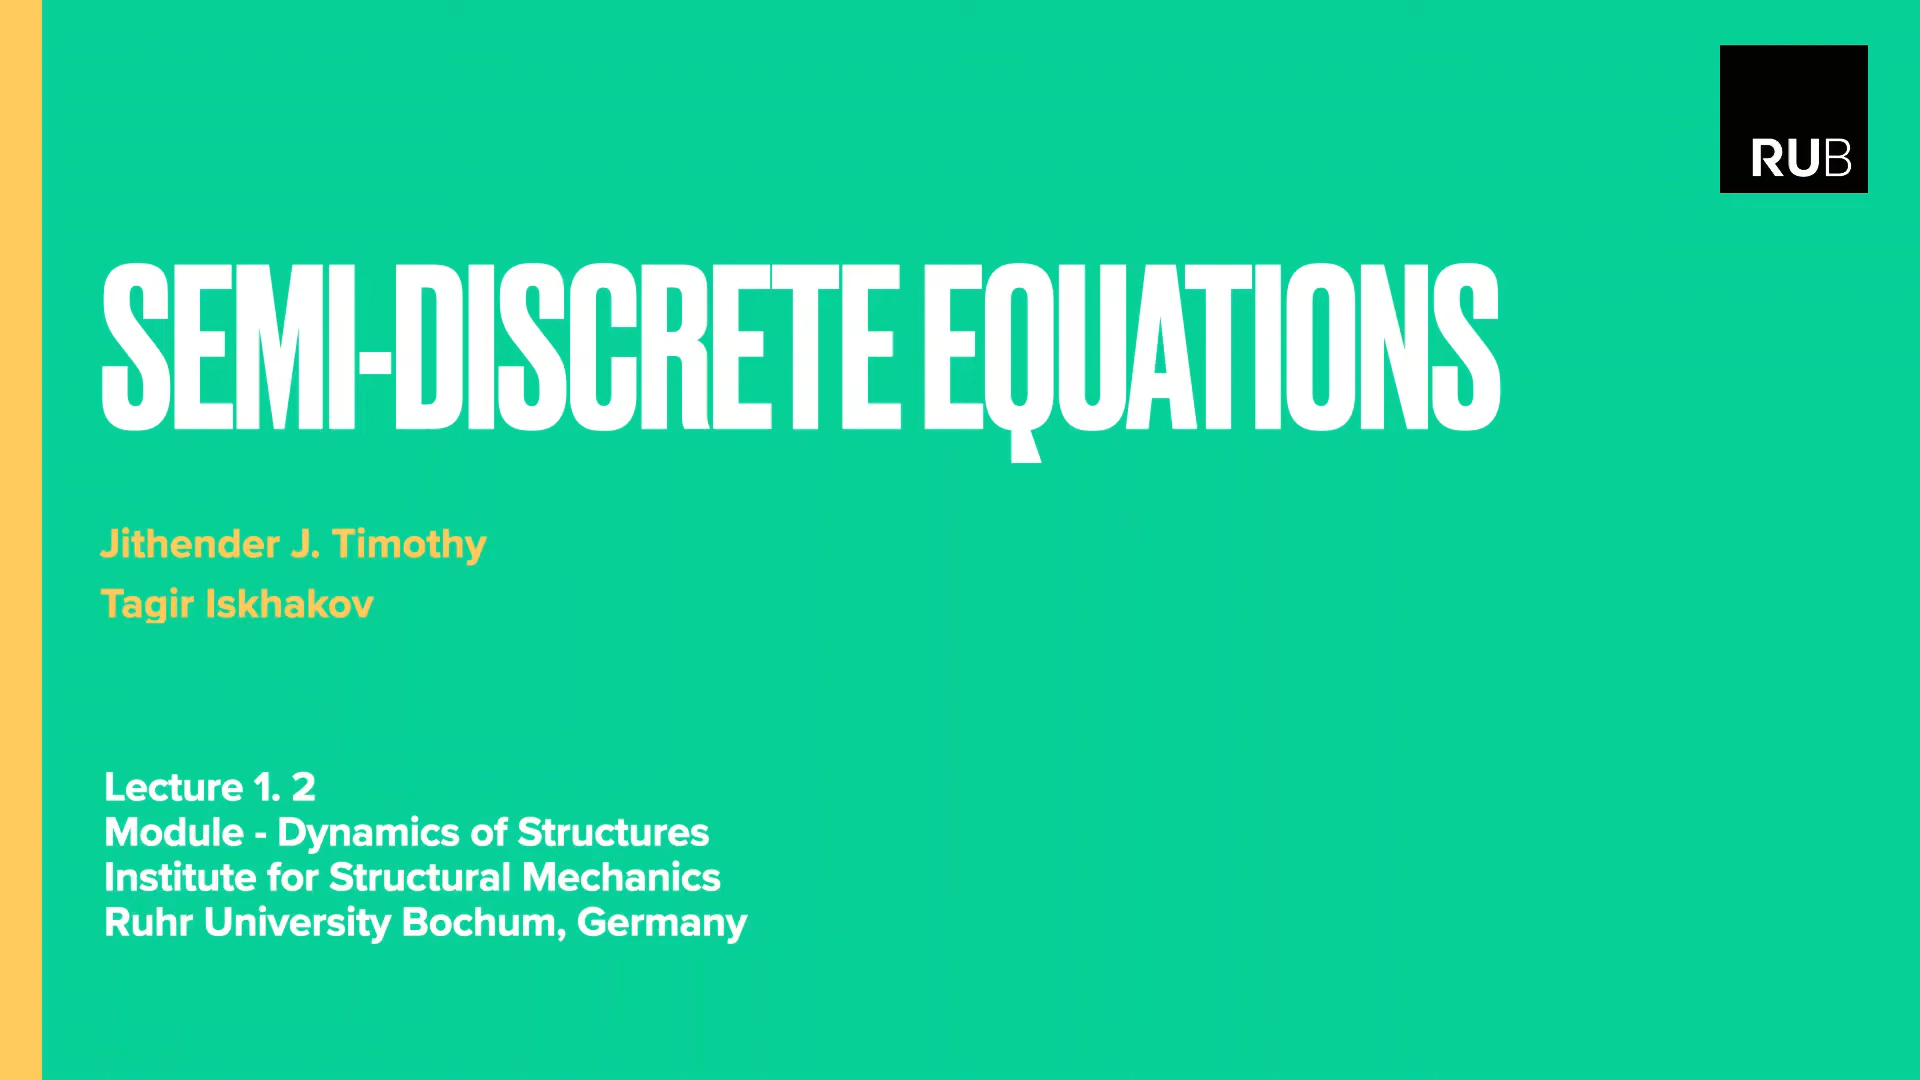 RUB
SEMI-DISCRETE EQUATIONS
Jithender J. Timothy
Tagir Iskhakov
Lecture 1. 2
Module - Dynamics of Structures
Institute for Structural Mechanics
Ruhr University Bochum, Germany